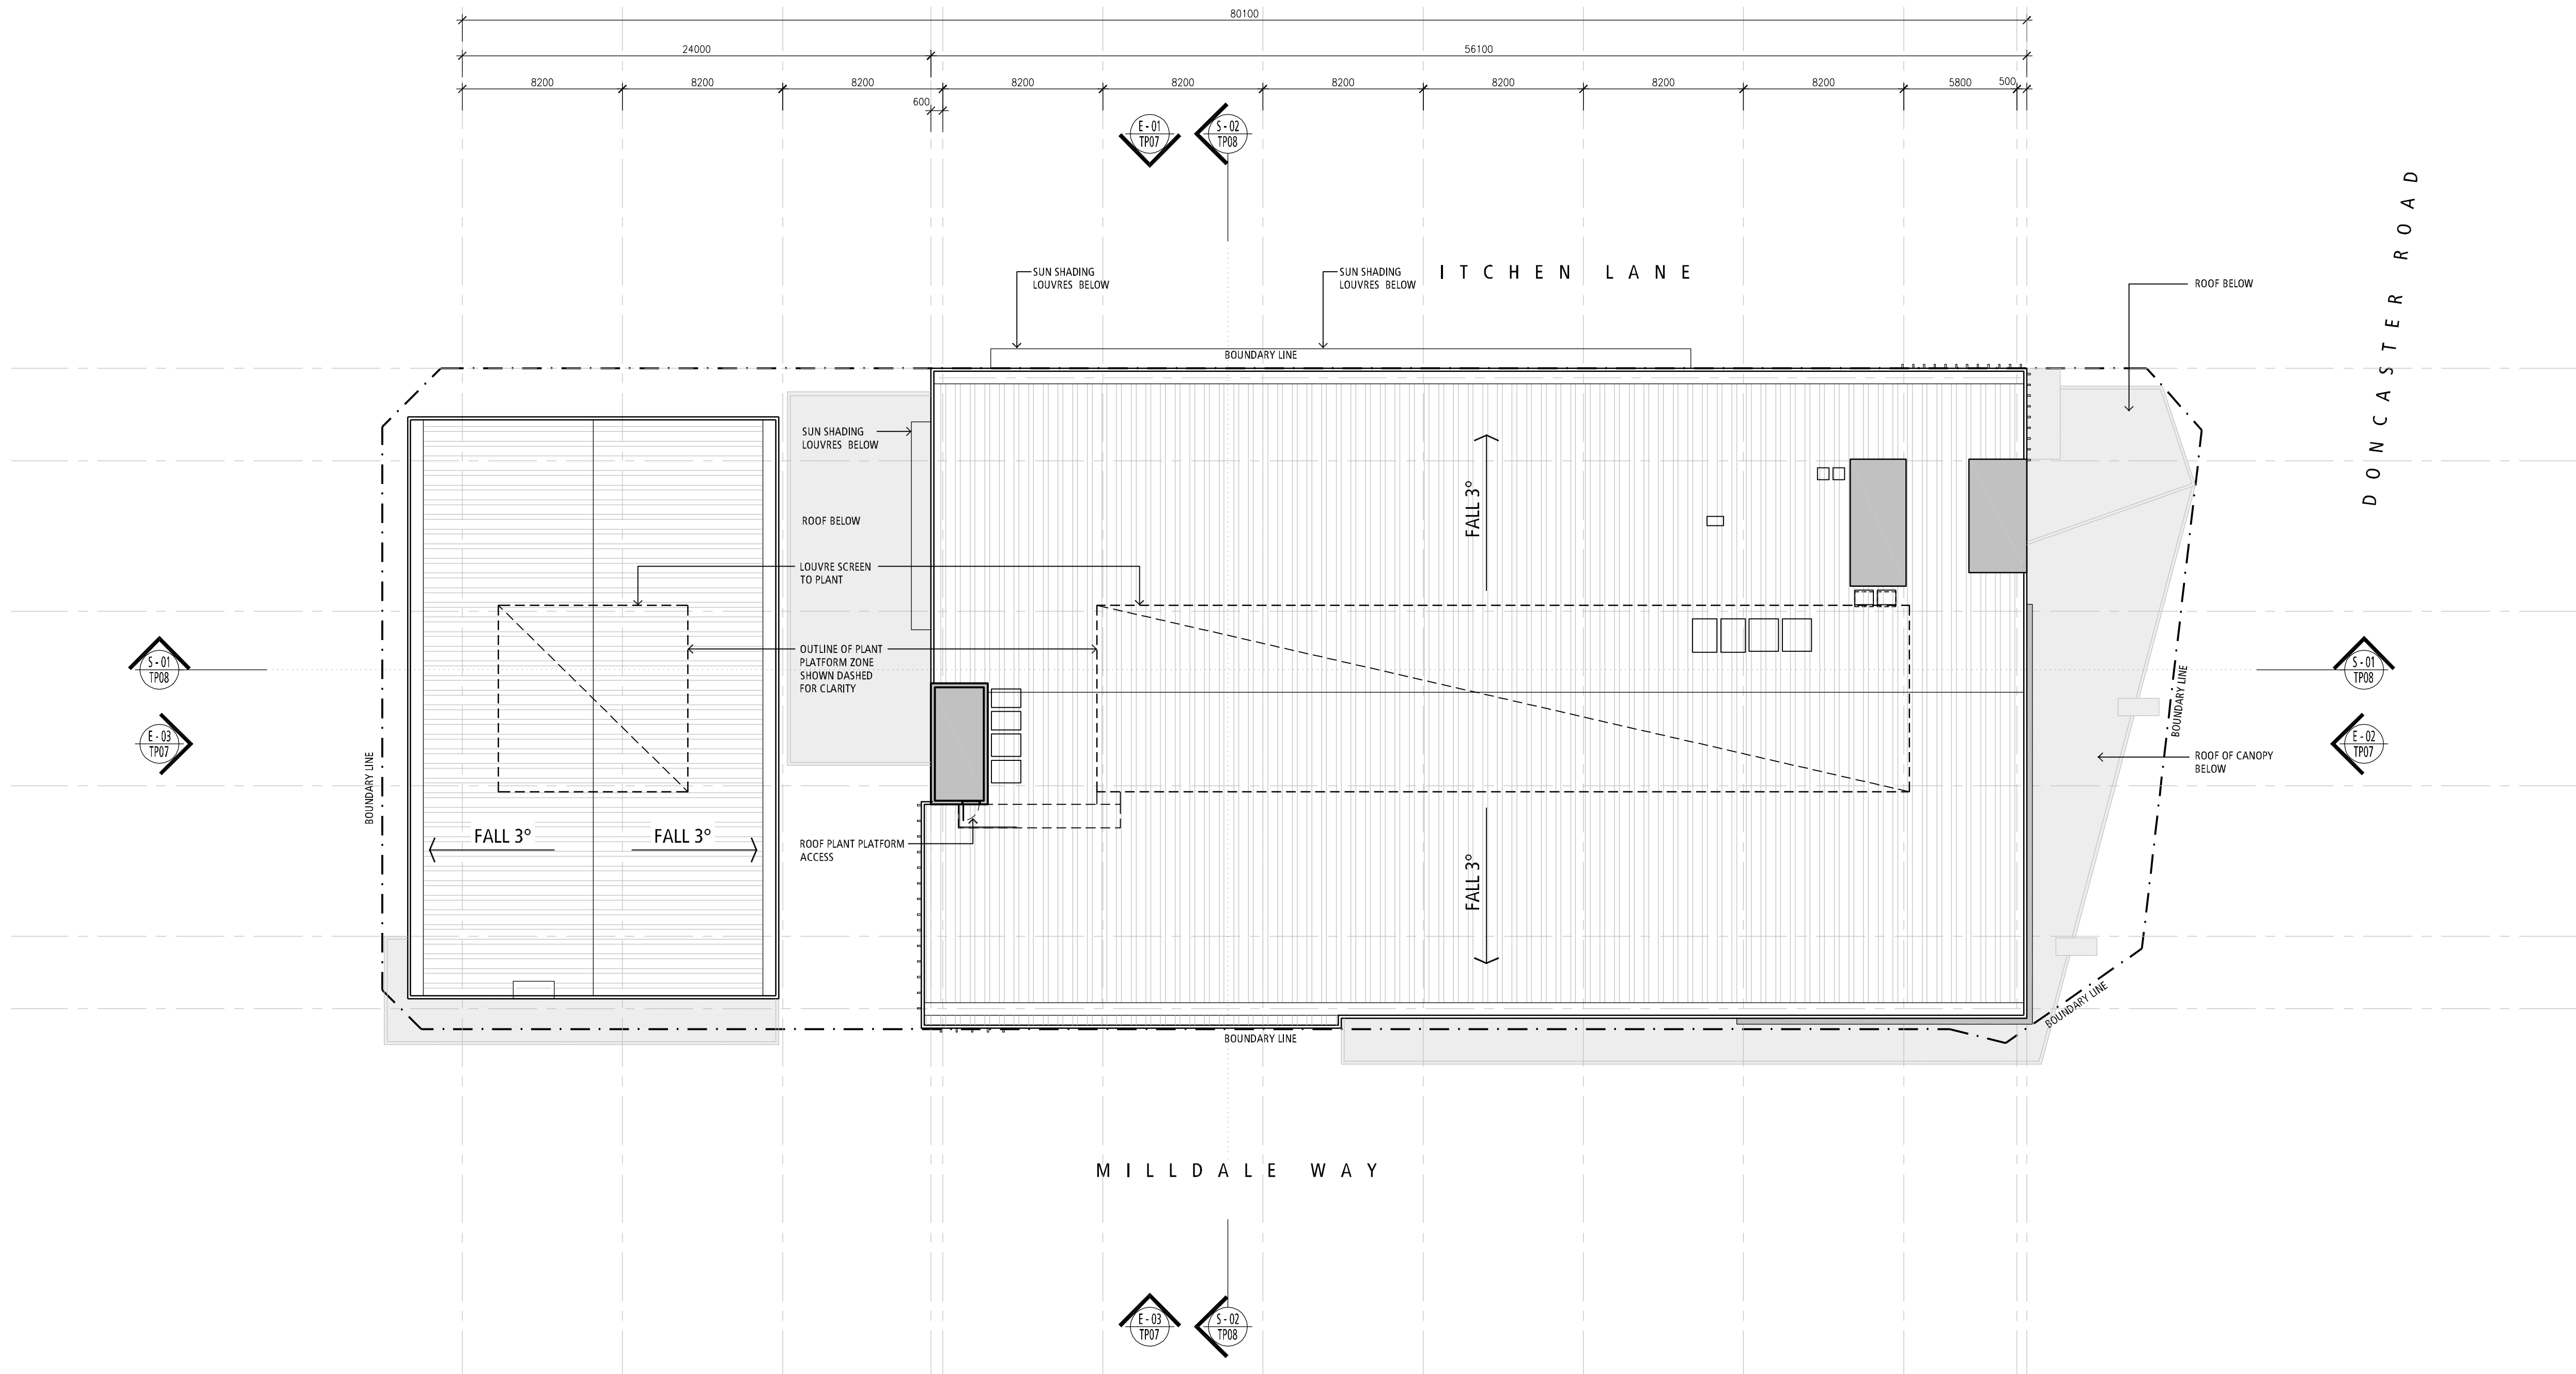 80100
24000
56100
8200
8200
8200
8200
8200
8200
8200
8200
8200
5800
500
600
E - 01
TP07
S - 02
TP08
DONCASTER ROAD
SUN SHADING
LOUVRES BELOW
SUN SHADING
LOUVRES BELOW
ITCHEN LANE
ROOF BELOW
BOUNDARY LINE
SUN SHADING
LOUVRES BELOW
ROOF BELOW
FALL 3°
LOUVRE SCREEN
TO PLANT
OUTLINE OF PLANT
PLATFORM ZONE
SHOWN DASHED
FOR CLARITY
S - 01
TP08
S - 01
TP08
E - 03
TP07
E - 02
TP07
BOUNDARY LINE
BOUNDARY LINE
ROOF OF CANOPY
BELOW
FALL 3°
FALL 3°
ROOF PLANT PLATFORM
ACCESS
FALL 3°
BOUNDARY LINE
BOUNDARY LINE
MILLDALE WAY
E - 03
TP07
S - 02
TP08